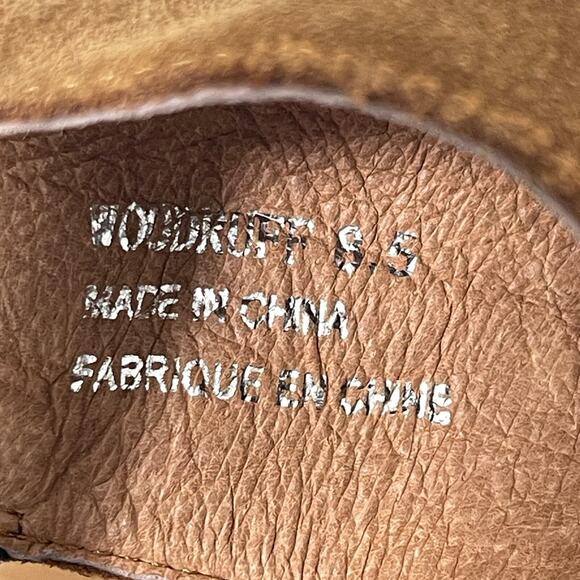 WOODRUFF 8.5
MADE IN CHINA
FABRIQUE EN CHINE